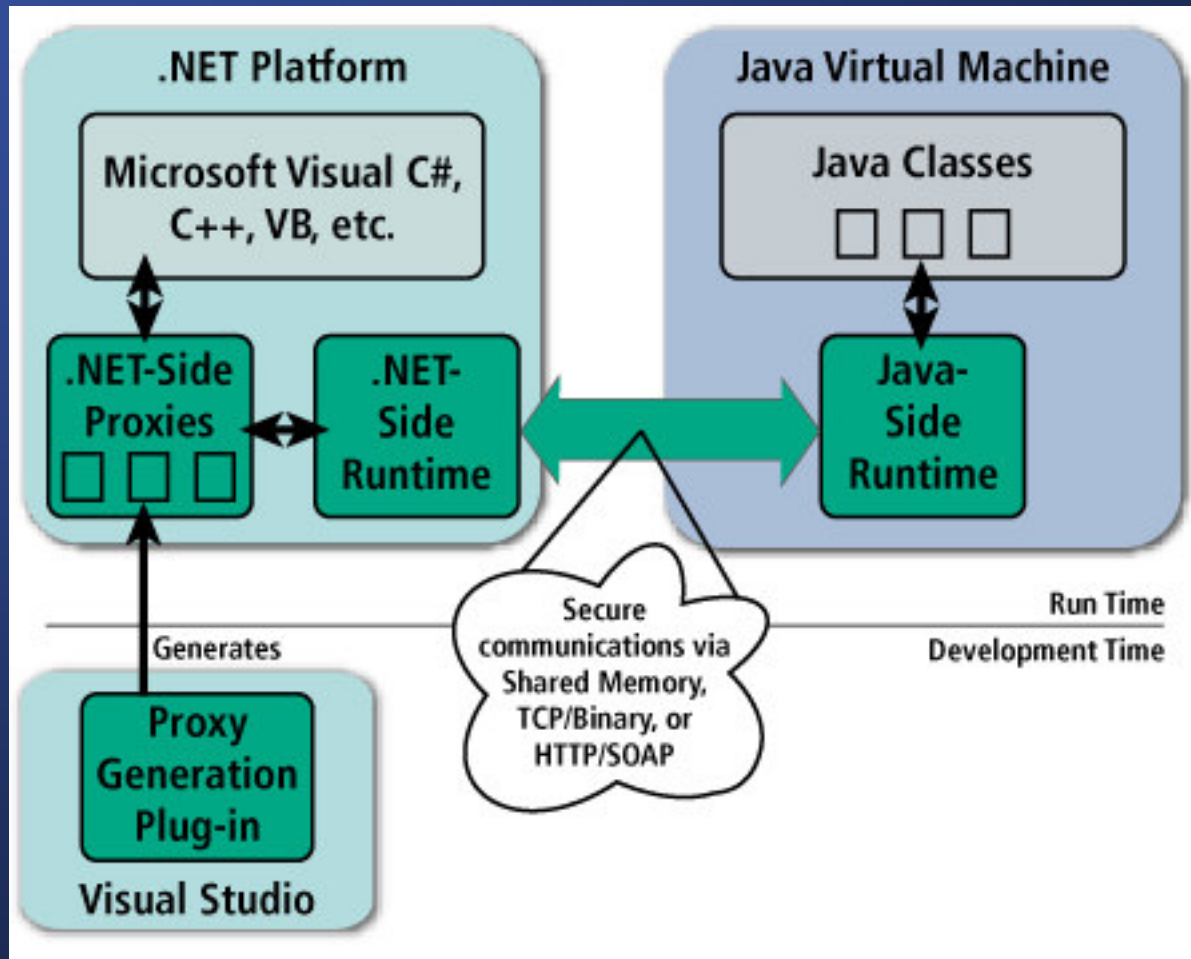 .NET Platform
Microsoft Visual C#,
C++, VB, etc.
.NET-Side
Proxies
.NET-
Side
Runtime
Java Virtual Machine
Java Classes
Java-
Side
Runtime
Secure
communications via
Shared Memory,
TCP/Binary, or
HTTP/SOAP
Run Time
Development Time
Generates
Proxy
Generation
Plug-in
Visual Studio